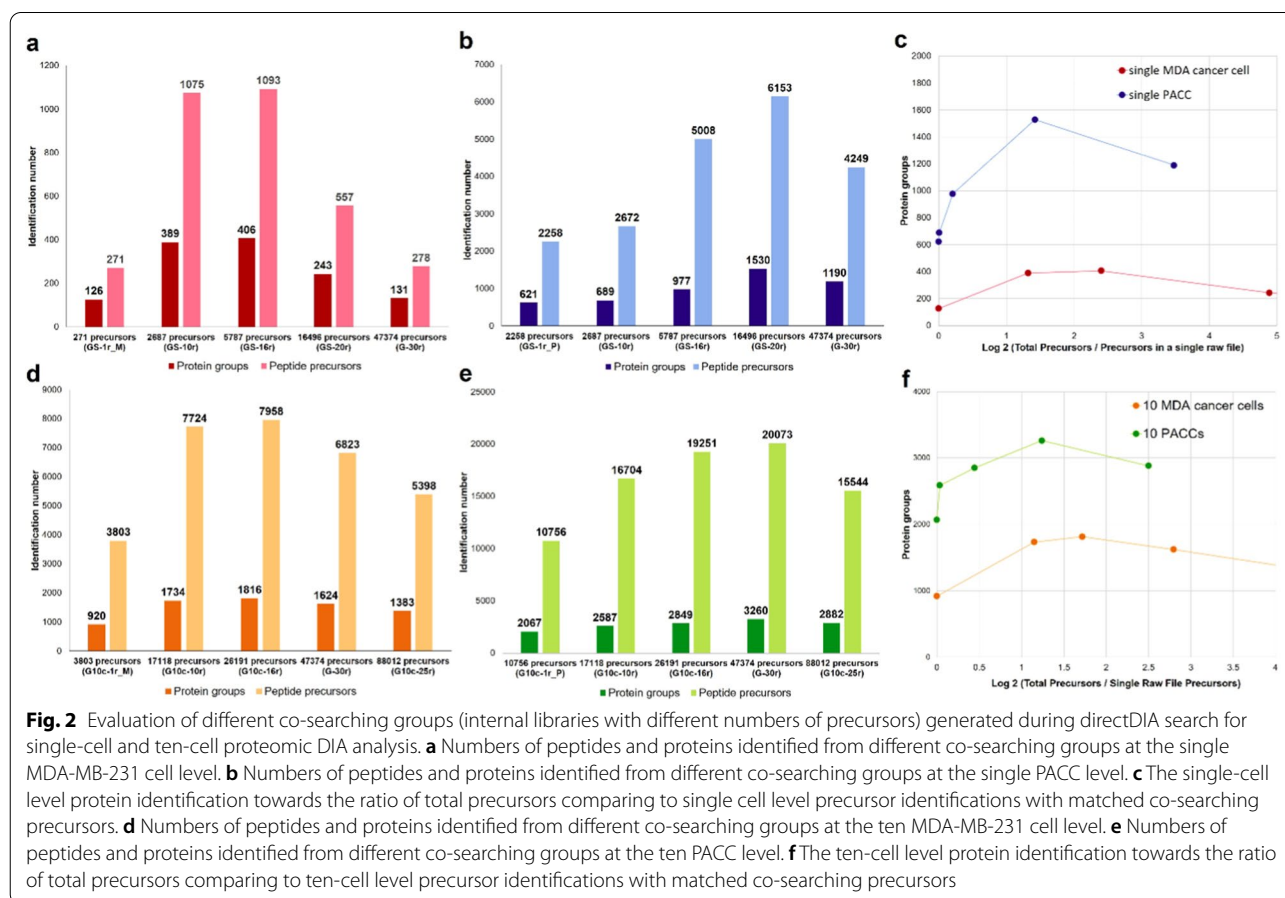 a
1200
1000
800
600
400
200
0
Identification number
126
271
389
1075
406
1093
243
557
131
278
271 precursors
(GS-1r_M)
2687 precursors
(GS-10r)
5787 precursors
(GS-16r)
16496 precursors
(GS-20r)
47374 precursors
(G-30r)
Protein groups
Peptide precursors
b
7000
6000
5000
4000
3000
2000
1000
0
Identification number
621
2258
689
2672
977
5008
1530
6153
1190
4249
2258 precursors
(GS-1r_P)
2687 precursors
(GS-10r)
5787 precursors
(GS-16r)
16496 precursors
(GS-20r)
47374 precursors
(G-30r)
Protein groups
Peptide precursors
c
2000
1800
1600
1400
1200
1000
800
600
400
200
0
Protein groups
single MDA cancer cell
single PACC
0
1
2
3
4
5
Log 2 (Total Precursors / Precursors in a single raw file)
d
9000
8000
7000
6000
5000
4000
3000
2000
1000
0
Identification number
920
3803
1734
7724
1816
7958
1624
6823
1383
5398
3803 precursors
(G10c-1r_M)
17118 precursors
(G10c-10r)
26191 precursors
(G10c-16r)
47374 precursors
(G-30r)
88012 precursors
(G10c-25r)
Protein groups
Peptide precursors
e
25000
20000
15000
10000
5000
0
Identification number
2067
10756
2587
16704
2849
19251
3260
20073
2882
15544
10756 precursors
(G10c-1r_P)
17118 precursors
(G10c-10r)
26191 precursors
(G10c-16r)
47374 precursors
(G-30r)
88012 precursors
(G10c-25r)
Protein groups
Peptide precursors
f
4000
3000
2000
1000
0
Protein groups
10 MDA cancer cells
10 PACCs
0
0.5
1
1.5
2
2.5
3
3.5
4
Log 2 (Total Precursors / Single Raw File Precursors)
Fig. 2 Evaluation of different co-searching groups (internal libraries with different numbers of precursors) generated during directDIA search for
single-cell and ten-cell proteomic DIA analysis. a Numbers of peptides and proteins identified from different co-searching groups at the single
MDA-MB-231 cell level. b Numbers of peptides and proteins identified from different co-searching groups at the single PACC level. c The single-cell
level protein identification towards the ratio of total precursors comparing to single cell level precursor identifications with matched co-searching
precursors. d Numbers of peptides and proteins identified from different co-searching groups at the ten MDA-MB-231 cell level. e Numbers of
peptides and proteins identified from different co-searching groups at the ten PACC level. f The ten-cell level protein identification towards the ratio
of total precursors comparing to ten-cell level precursor identifications with matched co-searching precursors